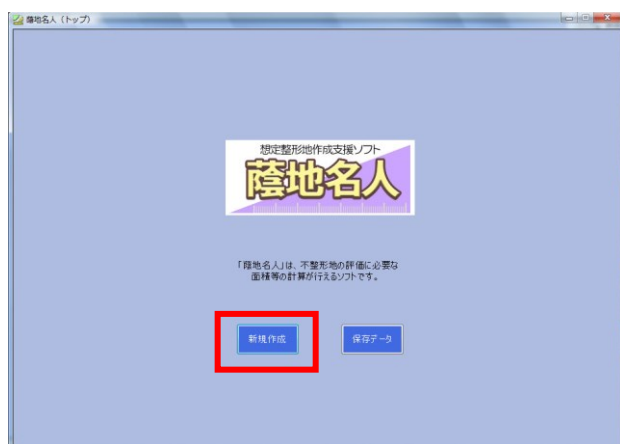 蔭地名人(トップ)
想定整形地作成支援ソフト
蔭地名人
「蔭地名人」は、不整形地の評価に必要な
面積等の計算が行えるソフトです。
新規作成
保存データ